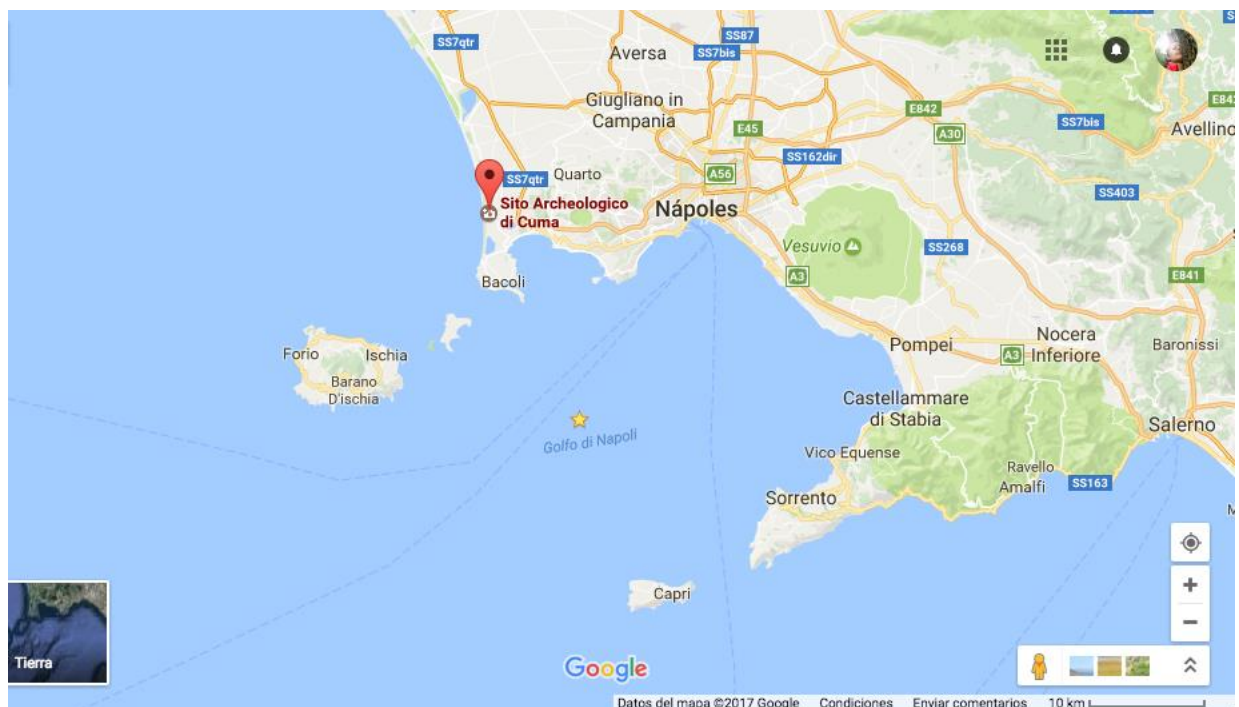 SS7qtr
SS87
Aversa
SS7bis
Giugliano in
Campania
E842
E45
A30
SS7bis
Avellino
SS162dir
SS7qtr
Quarto
A56
SS403
Sito Archeologico
di Cuma
Nápoles
Vesuvio
SS268
A3
E841
Bacoli
Pompei
Nocera
Inferiore
A3
Baronissi
Forio
Ischia
Barano
D'ischia
Castellammare
di Stabia
Salerno
Golfo di Napoli
Vico Equense
Ravello
Amalfi
SS163
Sorrento
Capri
Tierra
Google
Datos del mapa ©2017 Google Condiciones Enviar comentarios 10 km